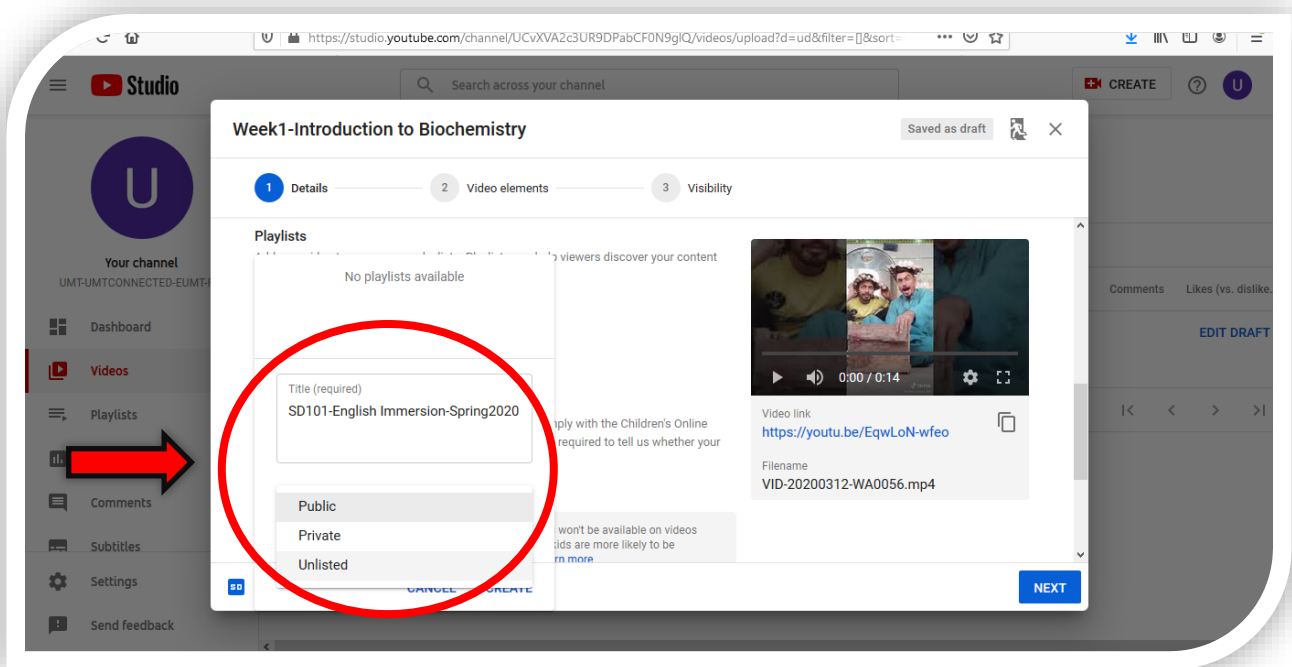 https://studio.youtube.com/channel/UCvXVA2c3UR9DPabCF0N9glQ/videos/upload?d=ud&filter=[]&sort=
Studio
Search across your channel
CREATE
U
Week1-Introduction to Biochemistry
Saved as draft
1 Details
2 Video elements
3 Visibility
U
Your channel
UMT-UMTCONNECTED-EUMT-
Dashboard
Videos
Playlists
Comments
Subtitles
Settings
Send feedback
Playlists
viewers discover your content
No playlists available
Title (required)
SD101-English Immersion-Spring2020
Public
Private
Unlisted
CANCEL
with the Children's Online
required to tell us whether your
won't be available on videos
kids are more likely to be
more
0:00 / 0:14
Video link
https://youtu.be/EqwLoN-wfeo
Filename
VID-20200312-WA0056.mp4
SD
NEXT
Comments
Likes (vs. dislike.
EDIT DRAFT